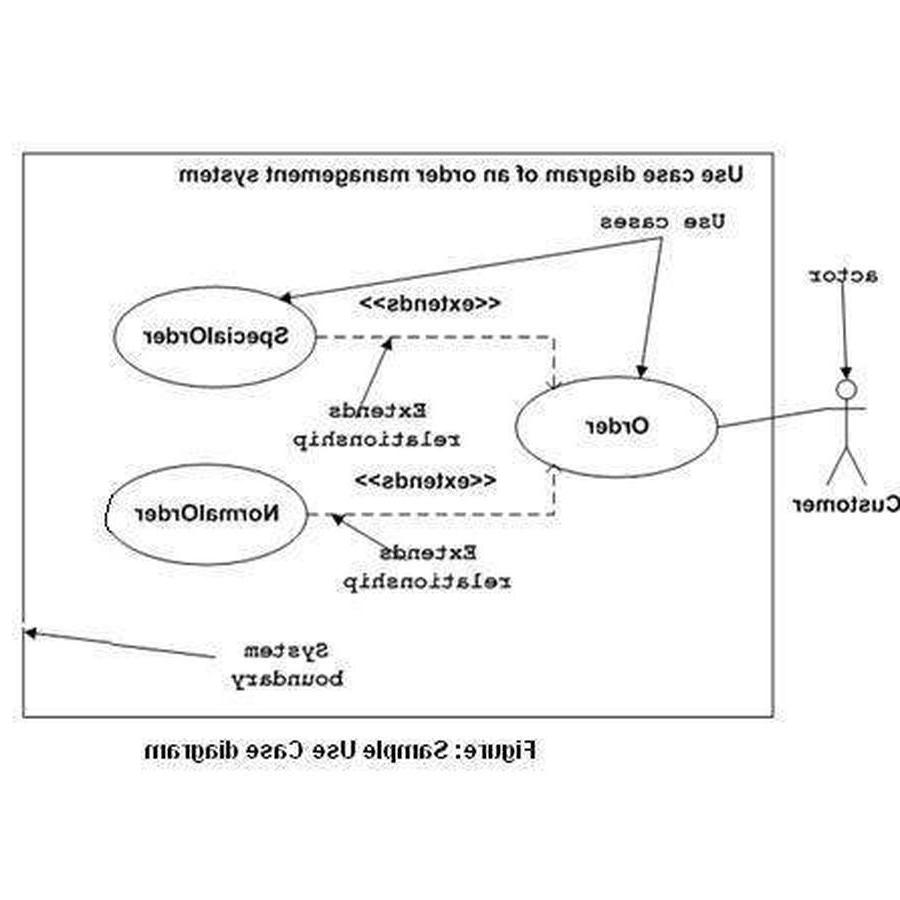 Use case diagram of an order management system
Use cases
actor
<<extends>>
SpecialOrder
Extends
relationship
Order
<<extends>>
Customer
NormalOrder
Extends
relationship
System
boundary
Figure: Sample Use Case diagram